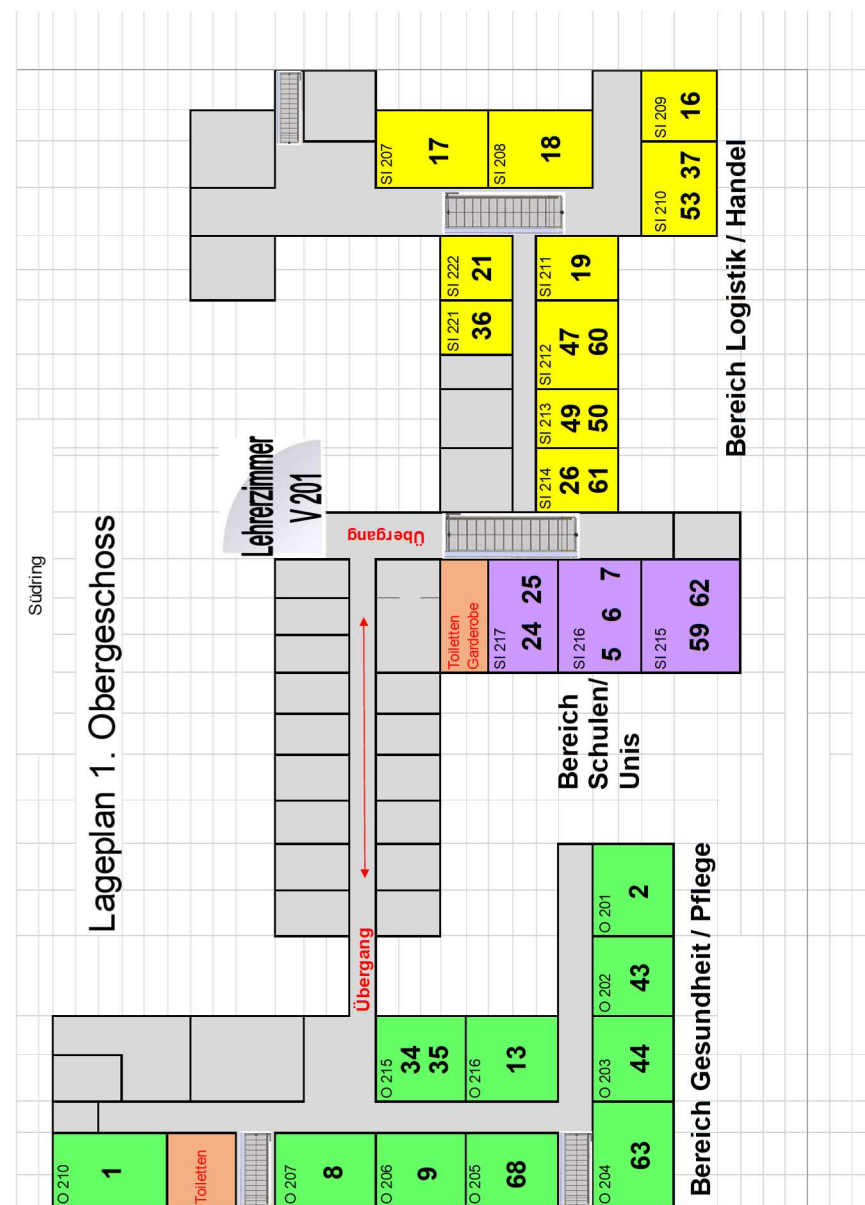 Südring
Lageplan 1. Obergeschoss
Lehrerzimmer
V 201
SI 207
17
SI 208
18
SI 209
16
SI 210
53 37
SI 222
21
SI 221
36
SI 211
19
SI 212
47
60
SI 213
49
50
SI 214
26
61
Bereich Logistik / Handel
Übergang
Toiletten
Garderobe
SI 217
24 25
SI 216
5 6 7
SI 215
59 62
Bereich
Schulen/
Unis
Übergang
O 201
2
O 202
43
O 203
44
O 204
63
O 215
34
35
O 216
13
O 210
1
Toiletten
O 207
8
O 206
9
O 205
68
Bereich Gesundheit / Pflege